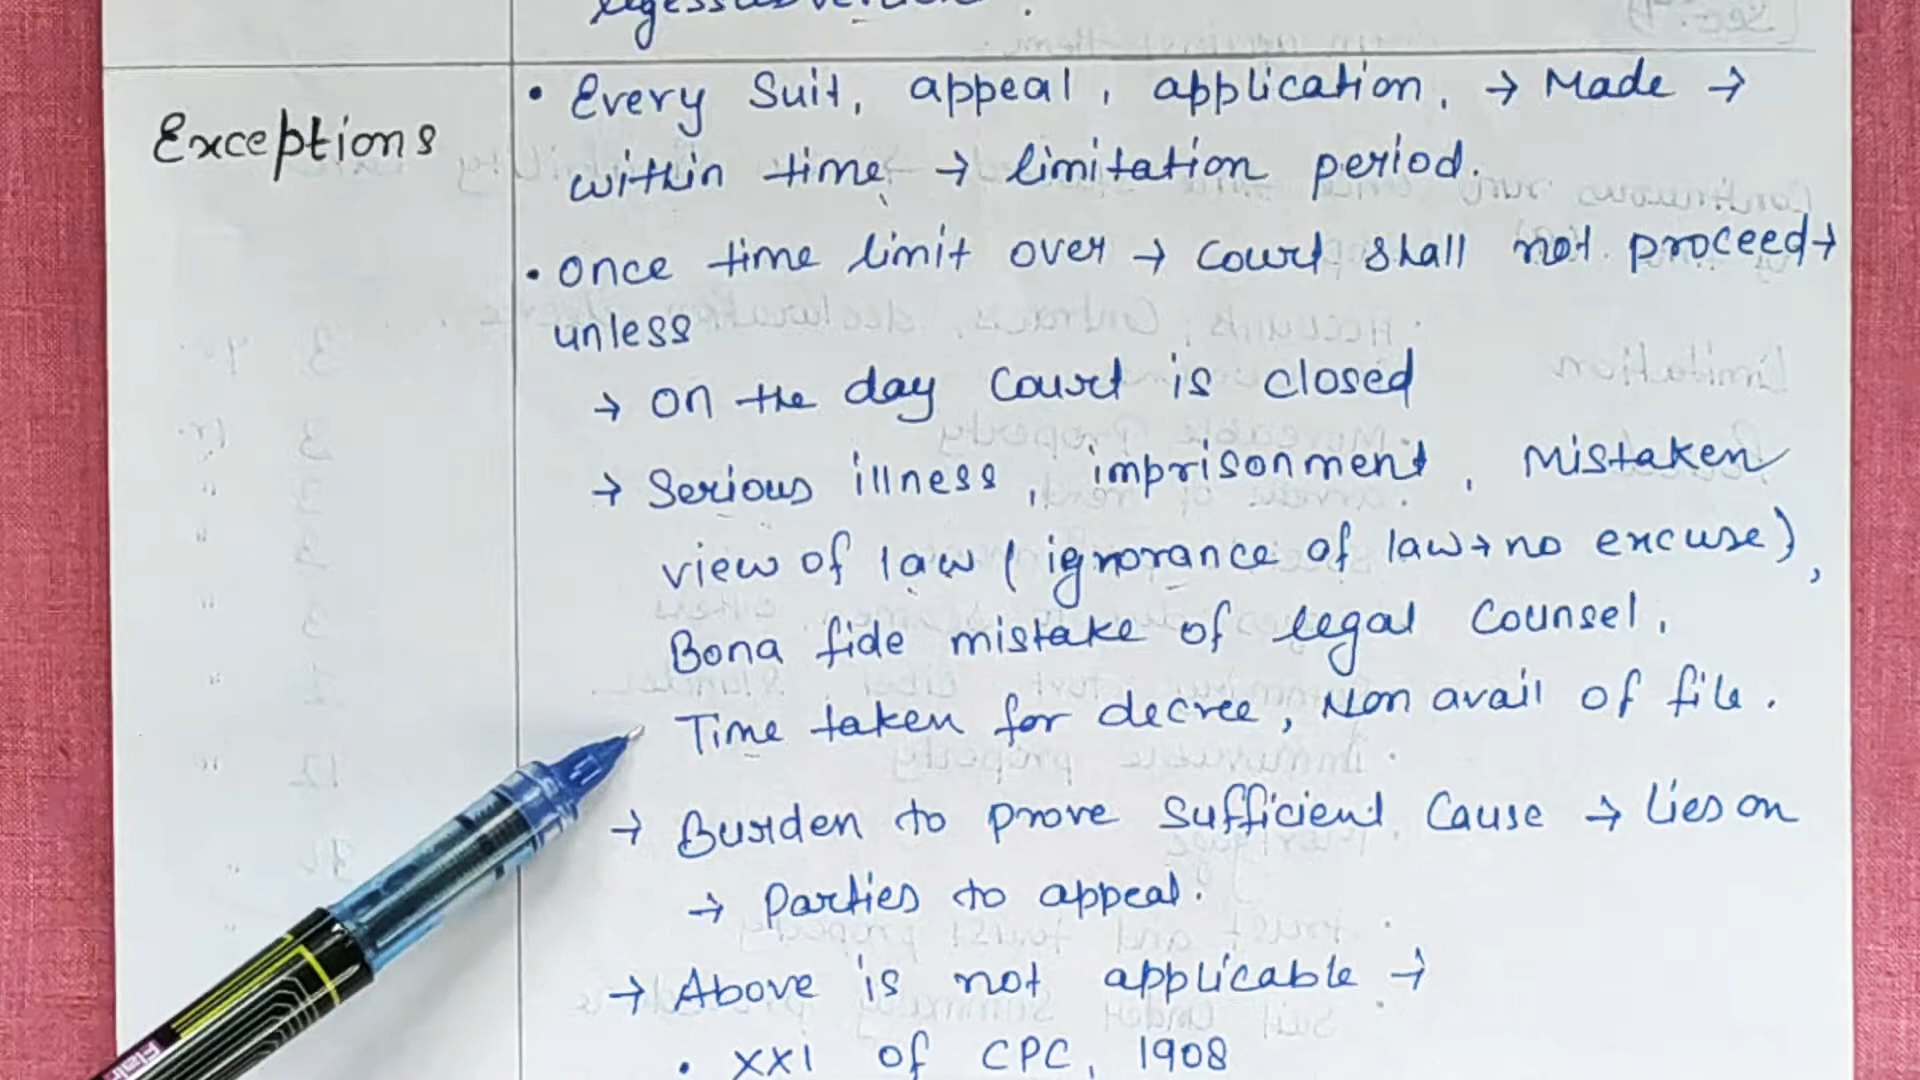 Exceptions
• Every Suit, appeal, application, → Made →
within time → limitation period.
• Once time limit over → Court shall not proceed →
unless
→ on the day Court is closed
→ Serious illness, imprisonment, Mistaken
view of law (ignorance of law → no excuse),
Bona fide mistake of legal Counsel,
Time taken for decree, Non avail of file.
→ Burden to prove Sufficient Cause → Lies on
→ Parties to appeal.
→ Above is not applicable →
• XXI of CPC, 1908
Flair